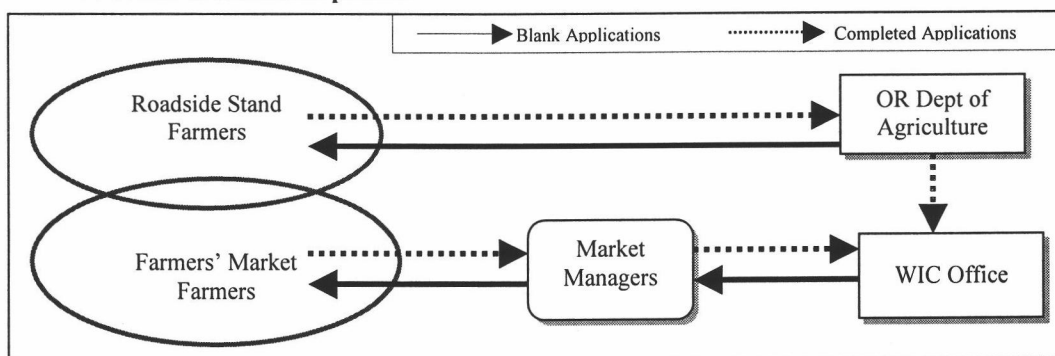 Blank Applications
Completed Applications
Roadside Stand
Farmers
OR Dept of
Agriculture
Farmers' Market
Farmers
Market
Managers
WIC Office